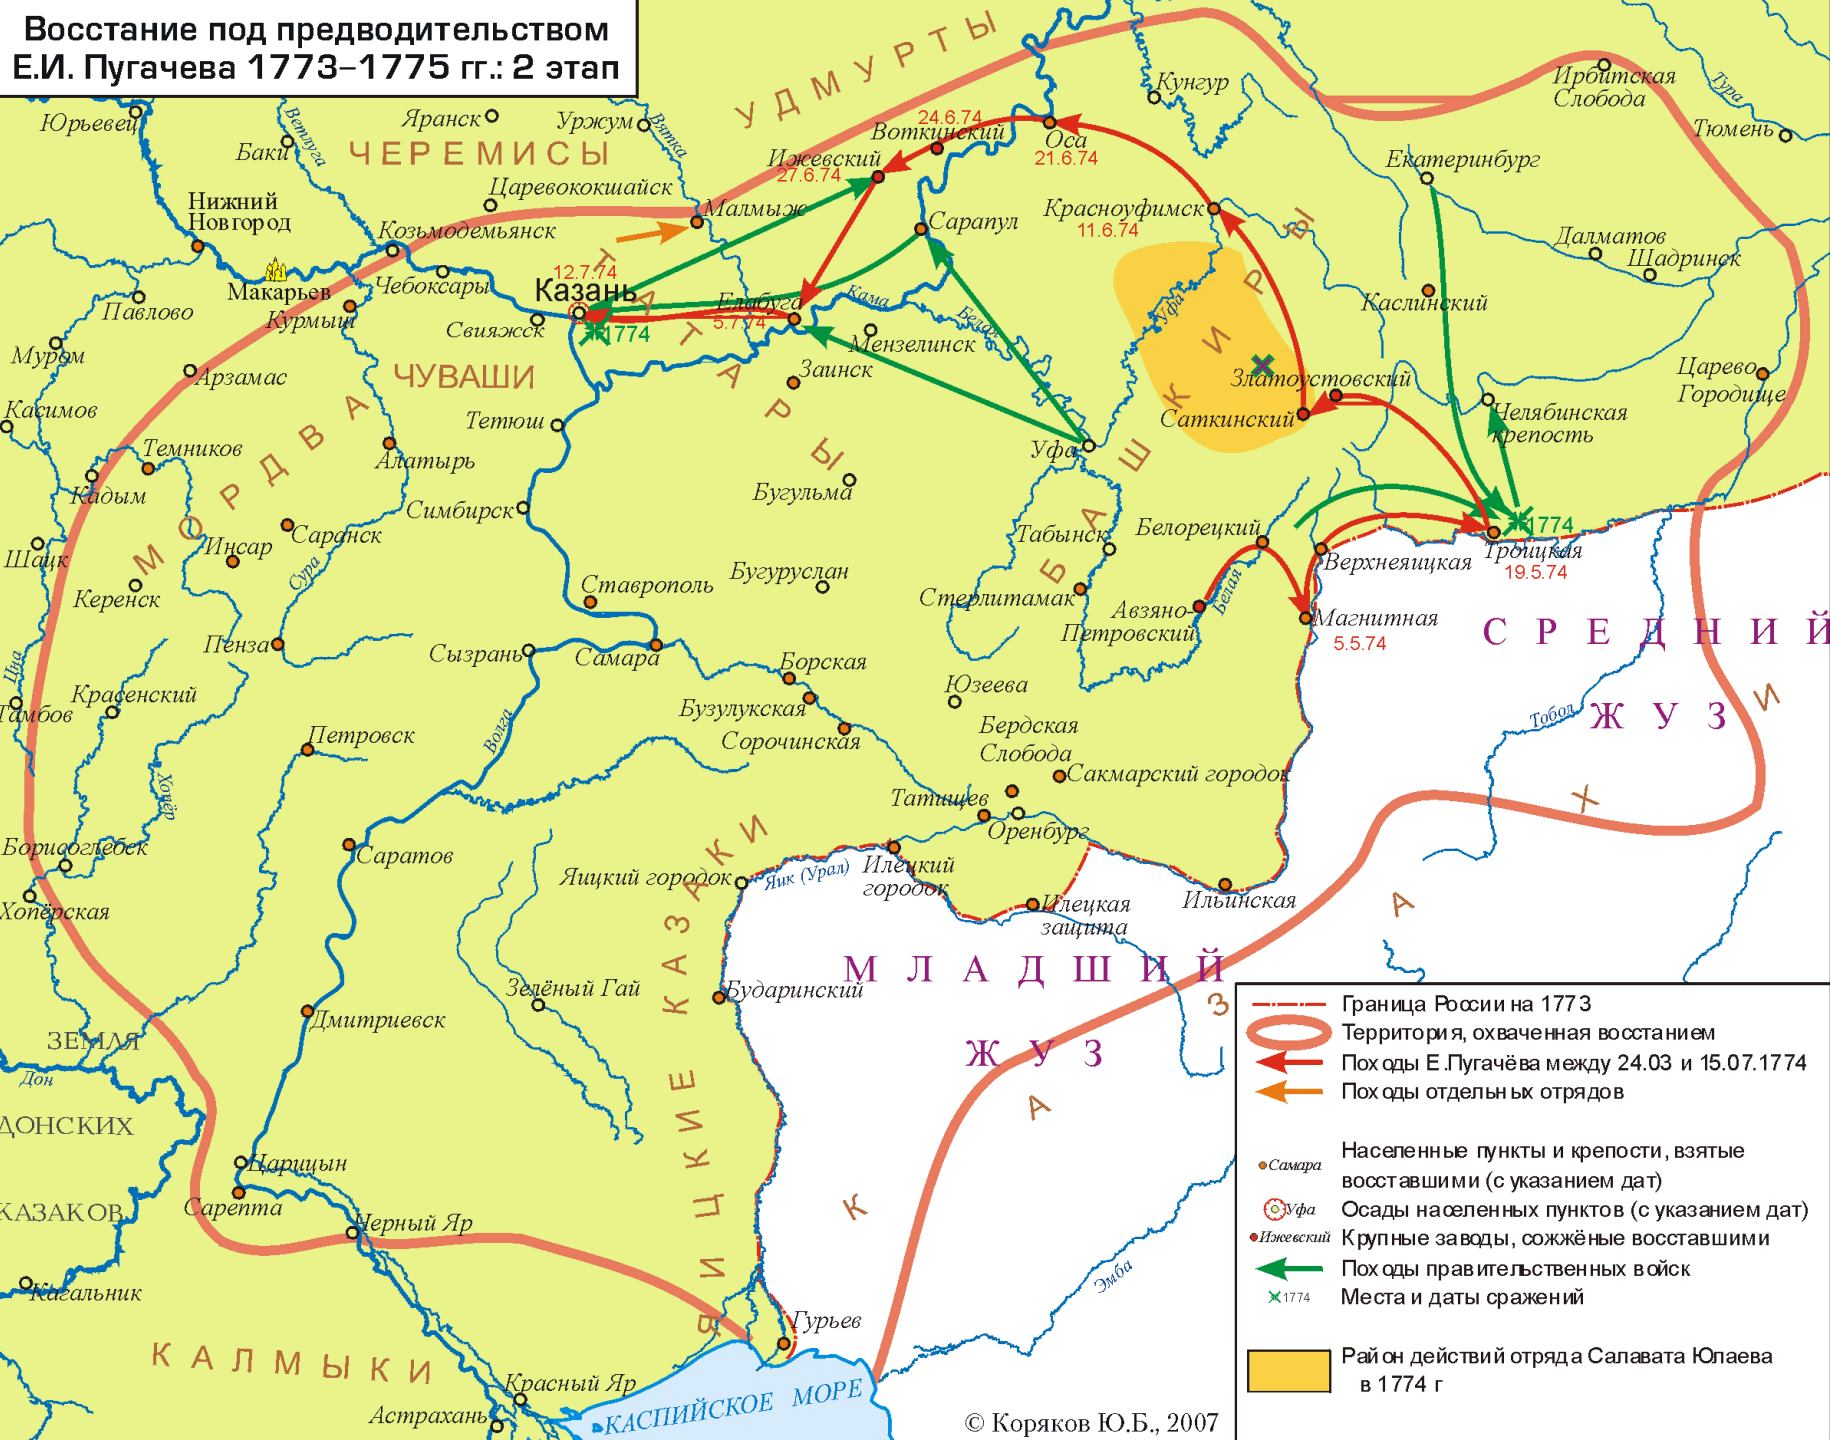 Восстание под предводительством
Е.И. Пугачева 1773–1775 гг.: 2 этап
УДМУРТЫ
Кунгур
Ирбитская
Слобода
Тура
Тюмень
Юрьевец
Ветлуга
Баки
Яранск
Уржум
Вятка
ЧЕРЕМИСЫ
24.6.74
Воткинский
Оса
21.6.74
Ижевский
27.6.74
Екатеринбург
Царевококшайск
Нижний
Новгород
Малмыж
Сарапул
Красноуфимск
11.6.74
Козьмодемьянск
Далматов
Шадринск
Макарьев
Чебоксары
12.7.74
Казань
1774
Павлово
Курмыш
Свияжск
Елабуга
5.7.74
Кама
Белая
Уфа
Каслинский
Мензелинск
Муром
Арзамас
ЧУВАШИ
ТАТАРЫ
Заинск
Златоустовский
Царево
Городище
Касимов
Тетюш
Саткинский
Челябинская
крепость
Темников
Алатырь
Уфа
БАШКИРЫ
Кадым
МОРДВА
Симбирск
Бугульма
Белорецкий
1774
Троицкая
19.5.74
Шацк
Саранск
Инсар
Табынск
Верхнеяицкая
Керенск
Сура
Ставрополь
Бугуруслан
Стерлитамак
Авзяно-
Петровский
Белая
Магнитная
5.5.74
СРЕДНИЙ
ЖУЗ
Пенза
Сызрань
Самара
Борская
Цна
Тамбов
Красенский
Юзеева
Бузулукская
Сорочинская
Тобол
Петровск
Волга
Бердская
Слобода
Сакмарский городок
Хопёр
Татищев
Оренбург
Борисоглебск
Саратов
Яицкий городок
Яик (Урал)
Илецкий
городок
Ильинская
Хопёрская
Илецкая
защита
МЛАДШИЙ
ЖУЗ
КАЗАХИ
Зелёный Гай
Бударинский
Дмитриевск
ЯИЦКИЕ КАЗАКИ
ЗЕМЛЯ
Дон
ДОНСКИХ
КАЗАКОВ
Царицын
Сарепта
Черный Яр
Кагальник
Эмба
Гурьев
КАЛМЫКИ
Красный Яр
Астрахань
КАСПИЙСКОЕ МОРЕ
© Коряков Ю.Б., 2007
Граница России на 1773
Территория, охваченная восстанием
Походы Е.Пугачёва между 24.03 и 15.07.1774
Походы отдельных отрядов
Самара
Населенные пункты и крепости, взятые
восставшими (с указанием дат)
Уфа
Осады населенных пунктов (с указанием дат)
Ижевский
Крупные заводы, сожжёные восставшими
Походы правительственных войск
1774
Места и даты сражений
Район действий отряда Салавата Юлаева
в 1774 г